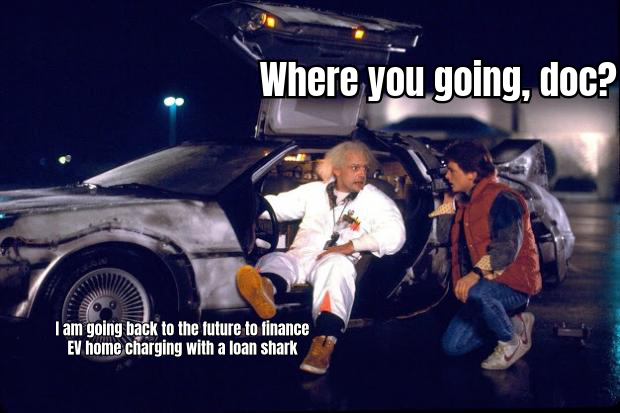 Where you going, doc?
I am going back to the future to finance
EV home charging with a loan shark